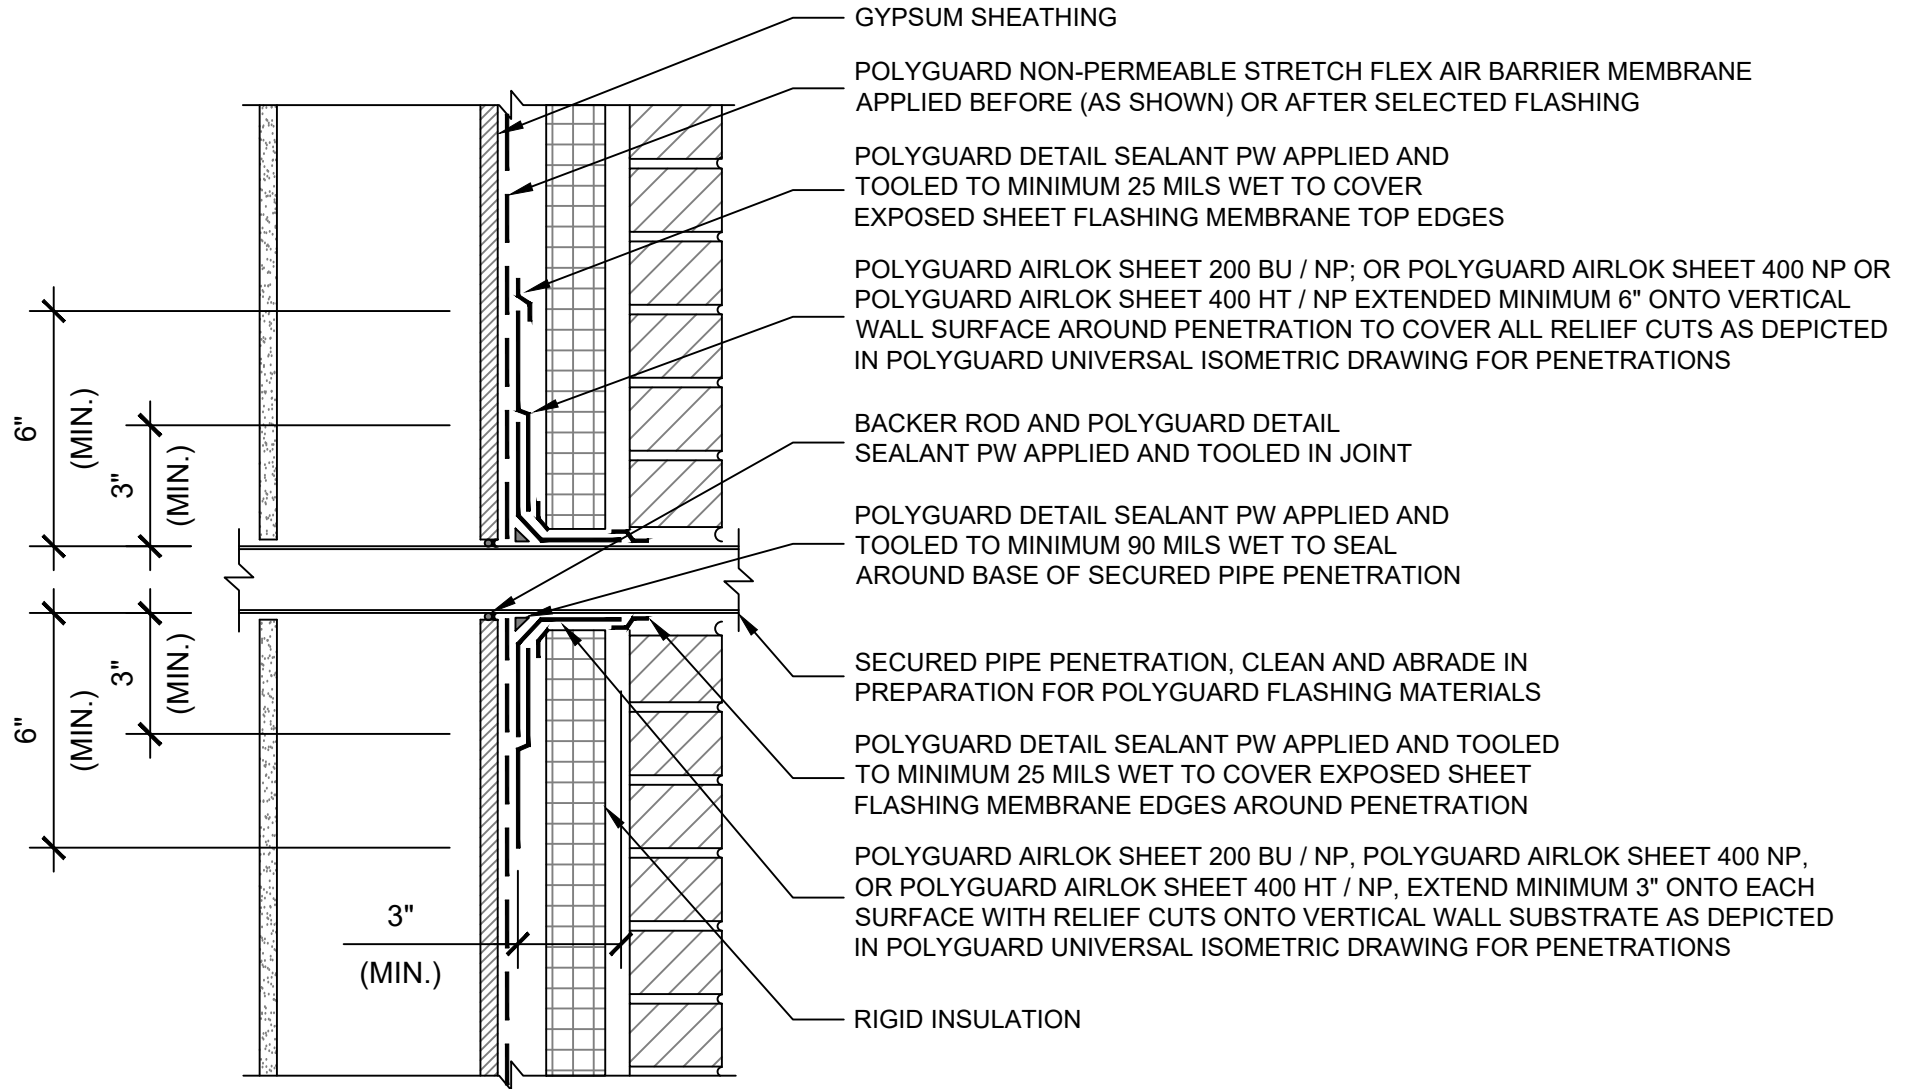 GYPSUM SHEATHING
POLYGUARD NON-PERMEABLE STRETCH FLEX AIR BARRIER MEMBRANE
APPLIED BEFORE (AS SHOWN) OR AFTER SELECTED FLASHING
POLYGUARD DETAIL SEALANT PW APPLIED AND
TOOLED TO MINIMUM 25 MILS WET TO COVER
EXPOSED SHEET FLASHING MEMBRANE TOP EDGES
POLYGUARD AIRLOK SHEET 200 BU / NP; OR POLYGUARD AIRLOK SHEET 400 NP OR
POLYGUARD AIRLOK SHEET 400 HT / NP EXTENDED MINIMUM 6" ONTO VERTICAL
WALL SURFACE AROUND PENETRATION TO COVER ALL RELIEF CUTS AS DEPICTED
IN POLYGUARD UNIVERSAL ISOMETRIC DRAWING FOR PENETRATIONS
BACKER ROD AND POLYGUARD DETAIL
SEALANT PW APPLIED AND TOOLED IN JOINT
POLYGUARD DETAIL SEALANT PW APPLIED AND
TOOLED TO MINIMUM 90 MILS WET TO SEAL
AROUND BASE OF SECURED PIPE PENETRATION
SECURED PIPE PENETRATION, CLEAN AND ABRADE IN
PREPARATION FOR POLYGUARD FLASHING MATERIALS
POLYGUARD DETAIL SEALANT PW APPLIED AND TOOLED
TO MINIMUM 25 MILS WET TO COVER EXPOSED SHEET
FLASHING MEMBRANE EDGES AROUND PENETRATION
POLYGUARD AIRLOK SHEET 200 BU / NP, POLYGUARD AIRLOK SHEET 400 NP,
OR POLYGUARD AIRLOK SHEET 400 HT / NP, EXTEND MINIMUM 3" ONTO EACH
SURFACE WITH RELIEF CUTS ONTO VERTICAL WALL SUBSTRATE AS DEPICTED
IN POLYGUARD UNIVERSAL ISOMETRIC DRAWING FOR PENETRATIONS
RIGID INSULATION
6"
(MIN.)
3"
(MIN.)
6"
(MIN.)
3"
(MIN.)
3"
(MIN.)